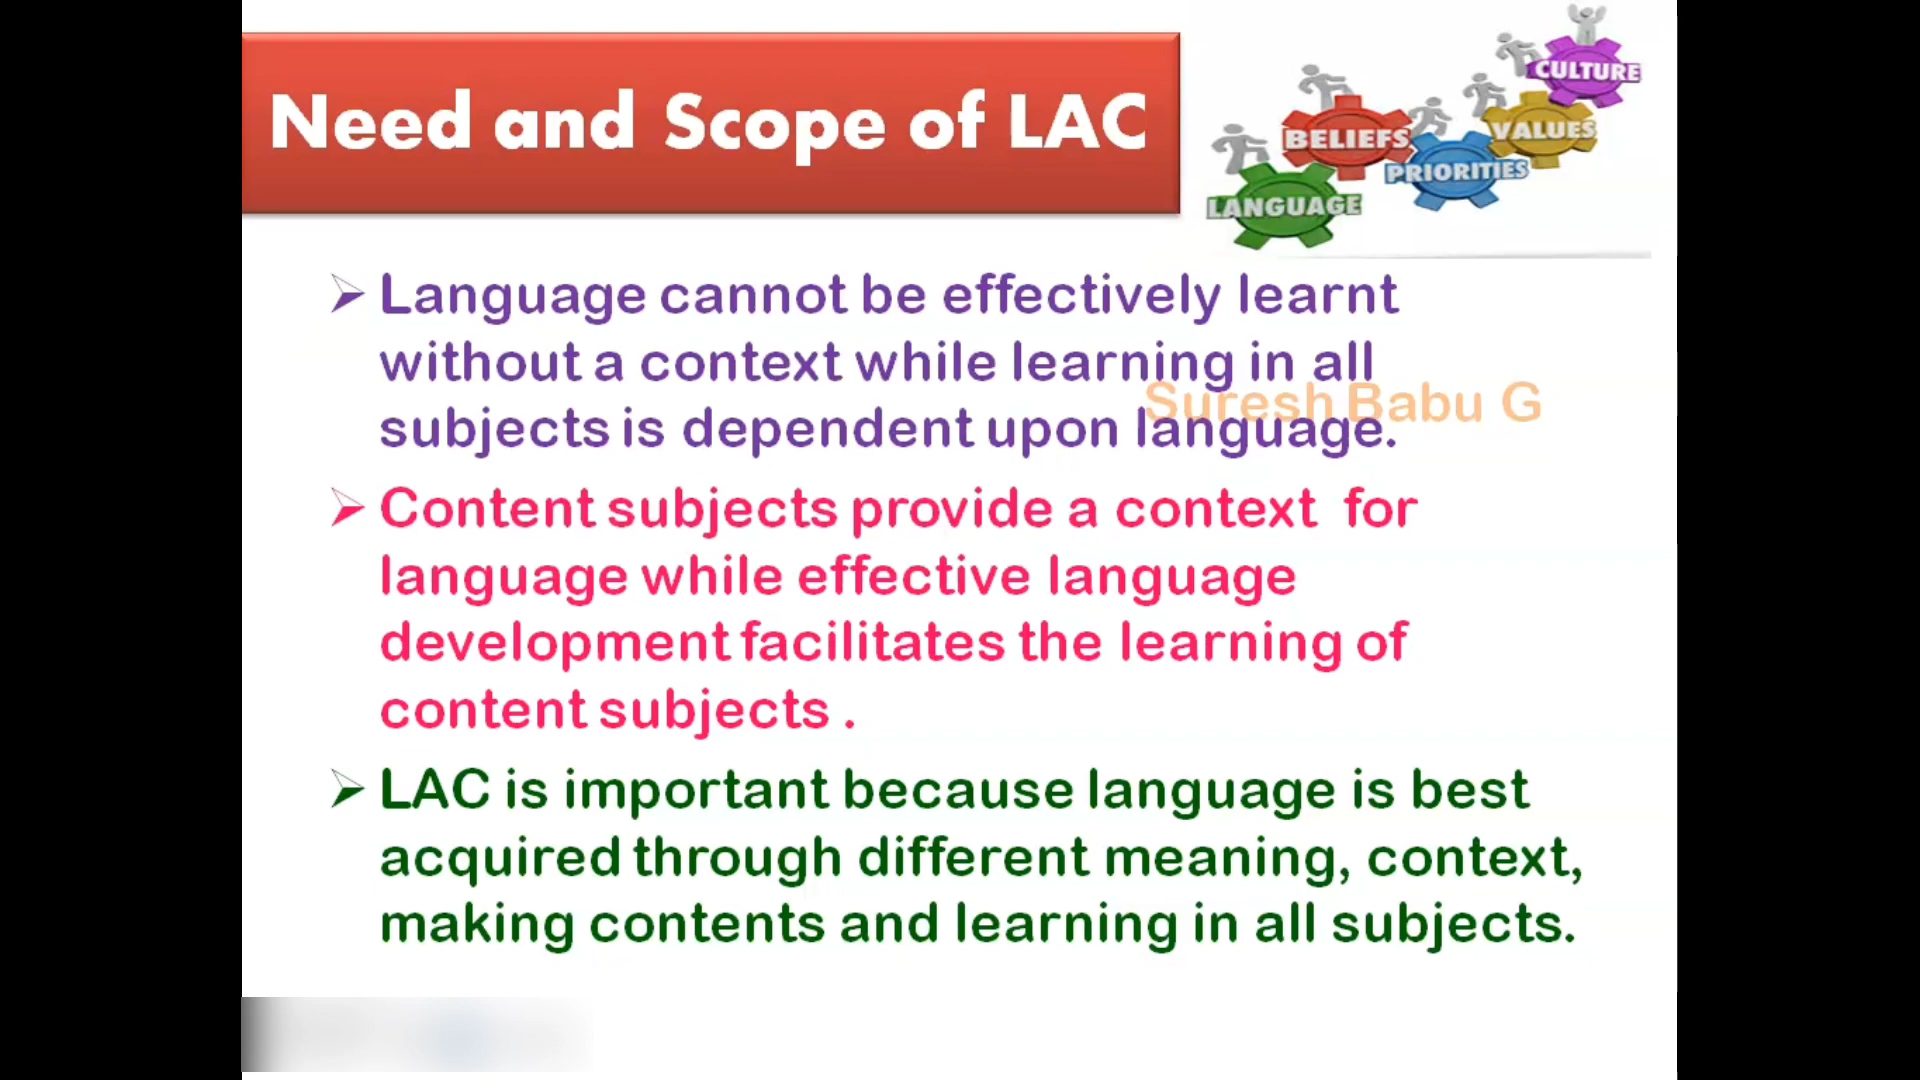 Need and Scope of LAC
CULTURE
BELIEFS
VALUES
PRIORITIES
LANGUAGE
Language cannot be effectively learnt
without a context while learning in all
subjects is dependent upon language.
Suresh Babu G
Content subjects provide a context for
language while effective language
development facilitates the learning of
content subjects .
LAC is important because language is best
acquired through different meaning, context,
making contents and learning in all subjects.